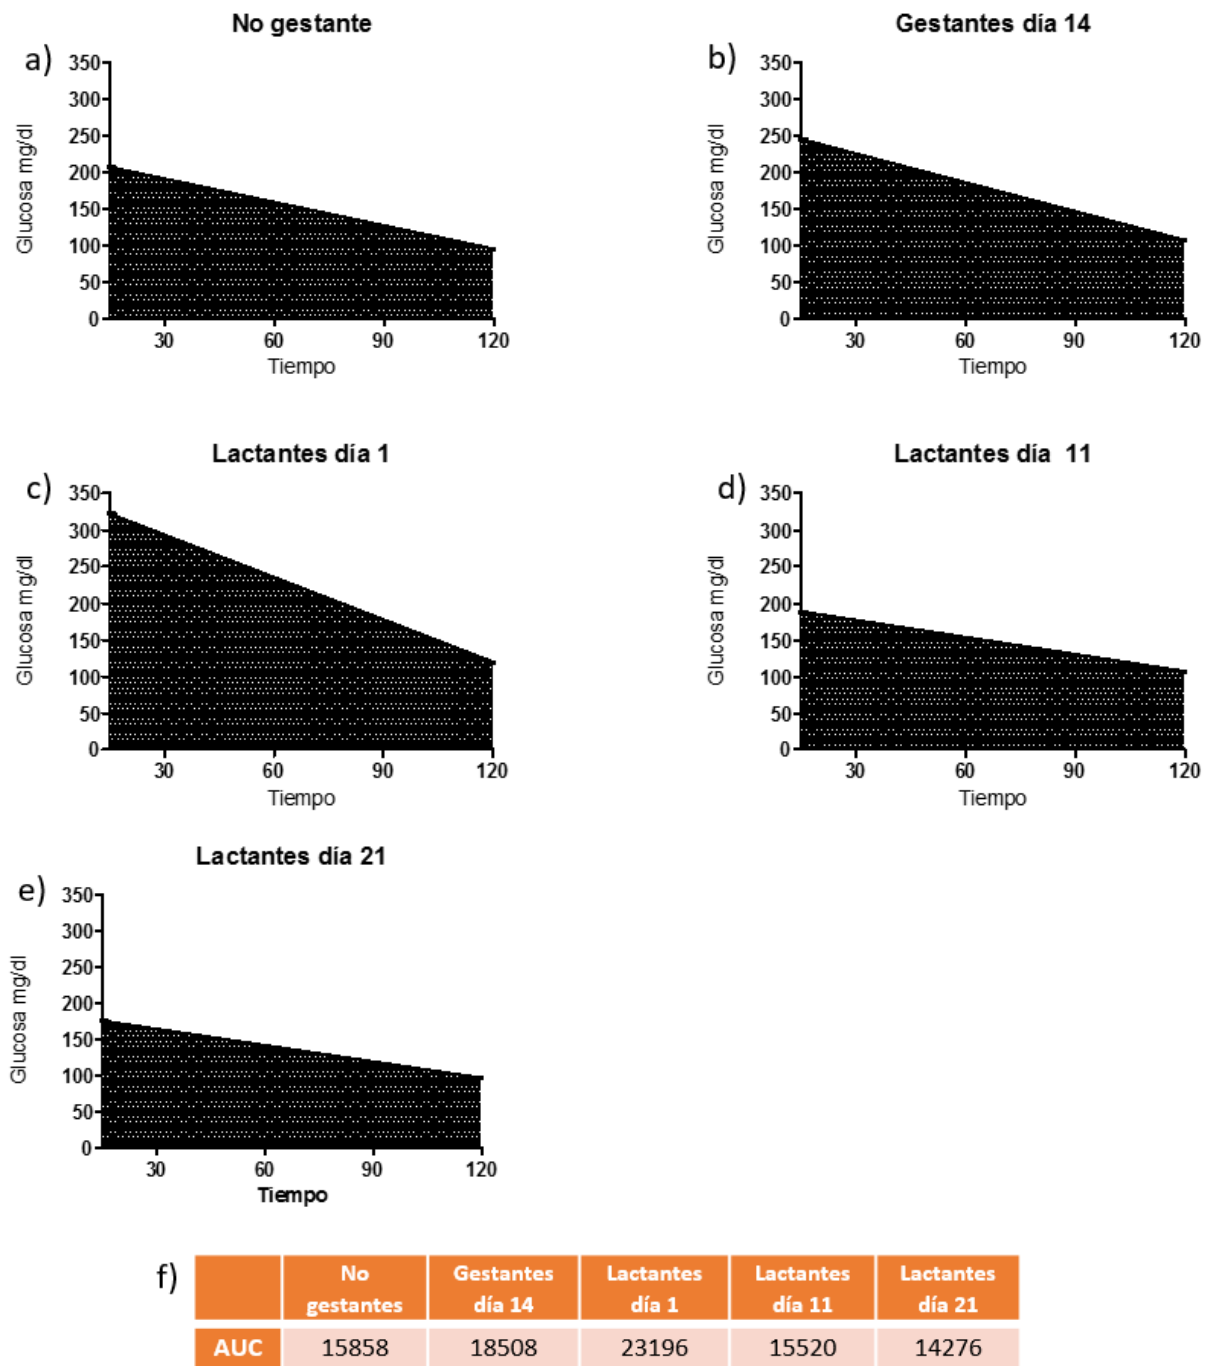 No gestante
a)
350
300
250
200
150
100
50
0
Glucosa mg/dl
30 60 90 120
Tiempo
Gestantes día 14
b)
350
300
250
200
150
100
50
0
Glucosa mg/dl
30 60 90 120
Tiempo
Lactantes día 1
c)
350
300
250
200
150
100
50
0
Glucosa mg/dl
30 60 90 120
Tiempo
Lactantes día 11
d)
350
300
250
200
150
100
50
0
Glucosa mg/dl
30 60 90 120
Tiempo
Lactantes día 21
e)
350
300
250
200
150
100
50
0
Glucosa mg/dl
30 60 90 120
Tiempo
f)
No gestantes Gestantes día 14 Lactantes día 1 Lactantes día 11 Lactantes día 21
AUC 15858 18508 23196 15520 14276